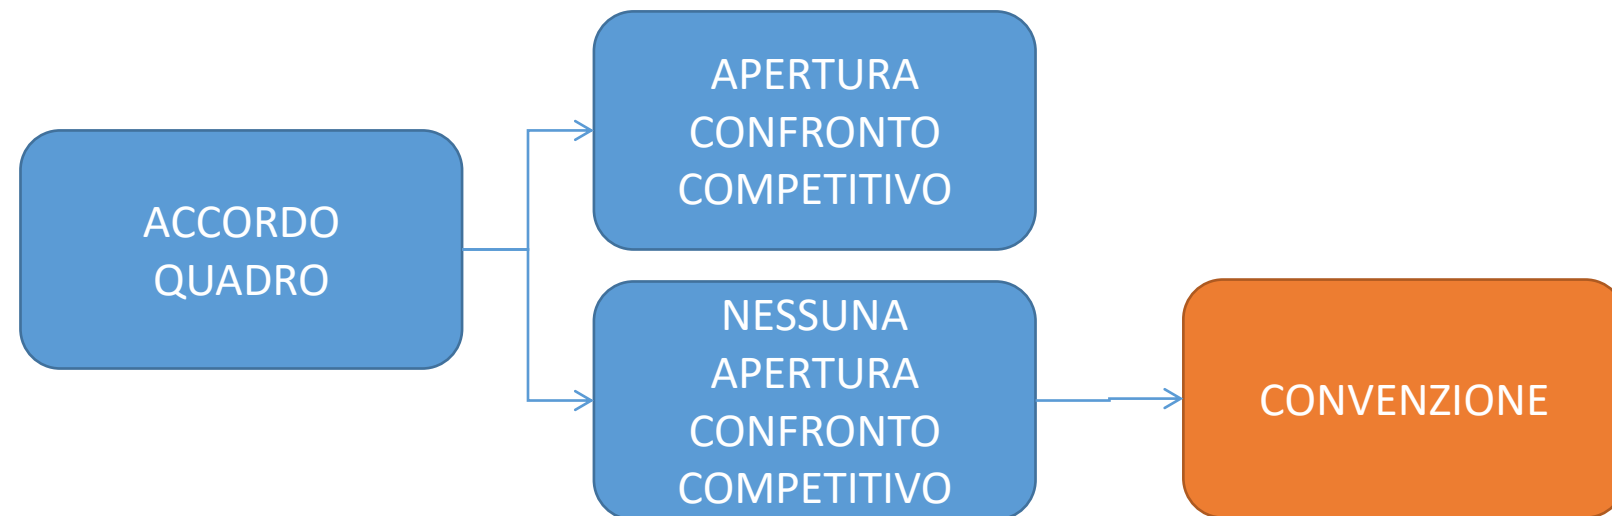 ACCORDO
QUADRO
APERTURA
CONFRONTO
COMPETITIVO
NESSUNA
APERTURA
CONFRONTO
COMPETITIVO
CONVENZIONE